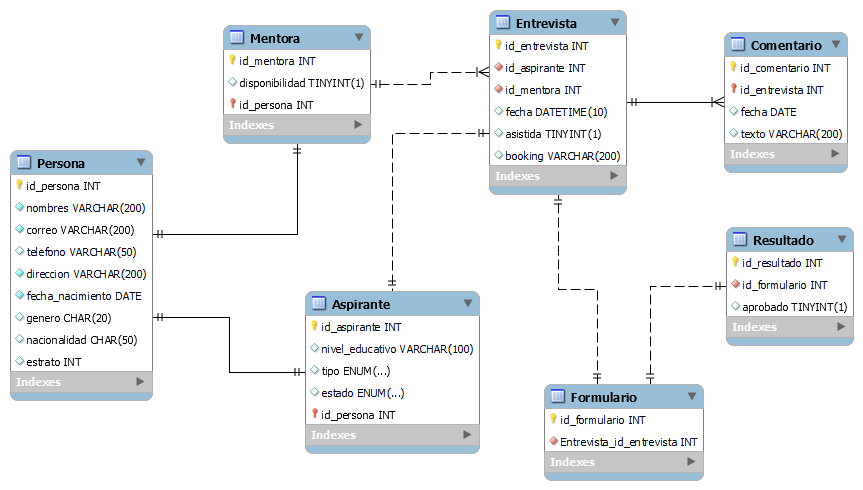 Mentora
id_mentora INT
disponibilidad TINYINT(1)
id_persona INT
Indexes
Entrevista
id_entrevista INT
id_aspirante INT
id_mentora INT
fecha DATETIME(10)
asistida TINYINT(1)
booking VARCHAR(200)
Indexes
Comentario
id_comentario INT
id_entrevista INT
fecha DATE
texto VARCHAR(200)
Indexes
Persona
id_persona INT
nombres VARCHAR(200)
correo VARCHAR(200)
telefono VARCHAR(50)
direccion VARCHAR(200)
fecha_nacimiento DATE
genero CHAR(20)
nacionalidad CHAR(50)
estrato INT
Indexes
Aspirante
id_aspirante INT
nivel_educativo VARCHAR(100)
tipo ENUM(...)
estado ENUM(...)
id_persona INT
Indexes
Resultado
id_resultado INT
id_formulario INT
aprobado TINYINT(1)
Indexes
Formulario
id_formulario INT
Entrevista_id_entrevista INT
Indexes